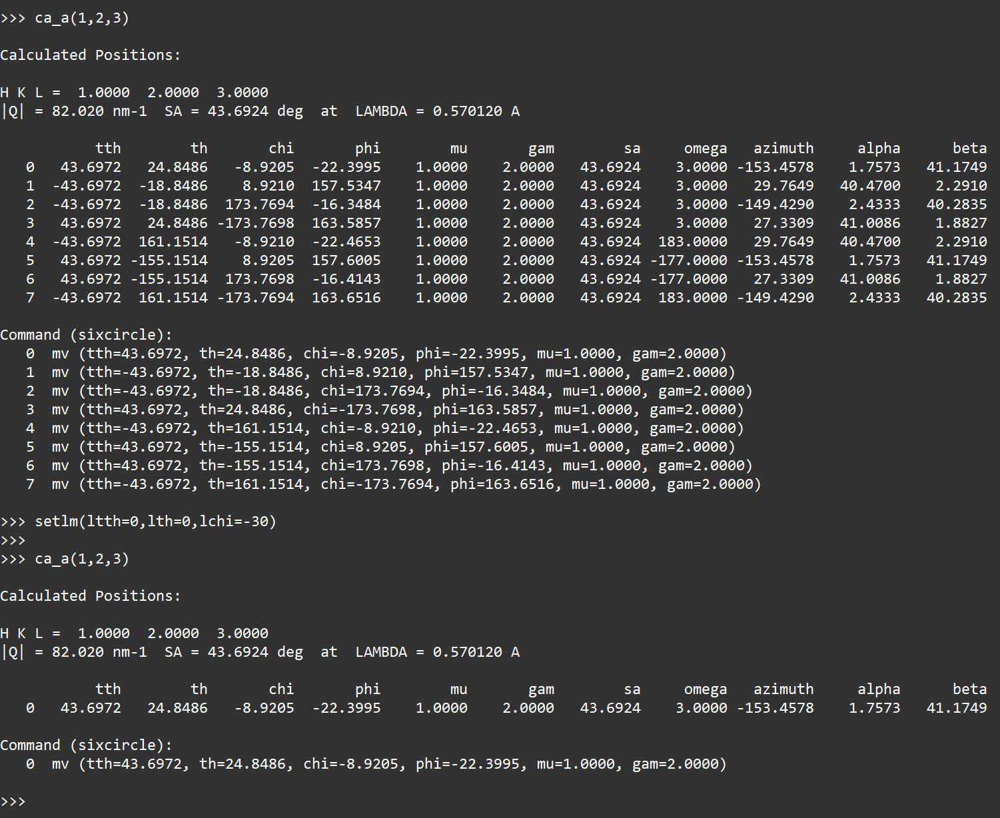 >>> ca_a(1,2,3)
Calculated Positions:
H K L =  1.0000  2.0000  3.0000
|Q| = 82.020 nm-1  SA = 43.6924 deg  at  LAMBDA = 0.570120 A
tth th chi phi mu gam sa omega azimuth alpha beta
0 43.6972 24.8486 -8.9205 -22.3995 1.0000 2.0000 43.6924 3.0000 -153.4578 1.7573 41.1749
1 -43.6972 -18.8486 8.9210 157.5347 1.0000 2.0000 43.6924 3.0000 29.7649 40.4700 2.2910
2 -43.6972 -18.8486 173.7694 -16.3484 1.0000 2.0000 43.6924 3.0000 -149.4290 2.4333 40.2835
3 43.6972 24.8486 -173.7698 163.5857 1.0000 2.0000 43.6924 3.0000 27.3309 41.0086 1.8827
4 -43.6972 161.1514 -8.9210 -22.4653 1.0000 2.0000 43.6924 183.0000 29.7649 40.4700 2.2910
5 43.6972 -155.1514 8.9205 157.6005 1.0000 2.0000 43.6924 -177.0000 -153.4578 1.7573 41.1749
6 43.6972 -155.1514 173.7698 -16.4143 1.0000 2.0000 43.6924 -177.0000 27.3309 41.0086 1.8827
7 -43.6972 161.1514 -173.7694 163.6516 1.0000 2.0000 43.6924 183.0000 -149.4290 2.4333 40.2835
Command (sixcircle):
0 mv (tth=43.6972, th=24.8486, chi=-8.9205, phi=-22.3995, mu=1.0000, gam=2.0000)
1 mv (tth=-43.6972, th=-18.8486, chi=8.9210, phi=157.5347, mu=1.0000, gam=2.0000)
2 mv (tth=-43.6972, th=-18.8486, chi=173.7694, phi=-16.3484, mu=1.0000, gam=2.0000)
3 mv (tth=43.6972, th=24.8486, chi=-173.7698, phi=163.5857, mu=1.0000, gam=2.0000)
4 mv (tth=-43.6972, th=161.1514, chi=-8.9210, phi=-22.4653, mu=1.0000, gam=2.0000)
5 mv (tth=43.6972, th=-155.1514, chi=8.9205, phi=157.6005, mu=1.0000, gam=2.0000)
6 mv (tth=43.6972, th=-155.1514, chi=173.7698, phi=-16.4143, mu=1.0000, gam=2.0000)
7 mv (tth=-43.6972, th=161.1514, chi=-173.7694, phi=163.6516, mu=1.0000, gam=2.0000)
>>> setlm(ltth=0,lth=0,lchi=-30)
>>>
>>> ca_a(1,2,3)
Calculated Positions:
H K L =  1.0000  2.0000  3.0000
|Q| = 82.020 nm-1  SA = 43.6924 deg  at  LAMBDA = 0.570120 A
tth th chi phi mu gam sa omega azimuth alpha beta
0 43.6972 24.8486 -8.9205 -22.3995 1.0000 2.0000 43.6924 3.0000 -153.4578 1.7573 41.1749
Command (sixcircle):
0 mv (tth=43.6972, th=24.8486, chi=-8.9205, phi=-22.3995, mu=1.0000, gam=2.0000)
>>>